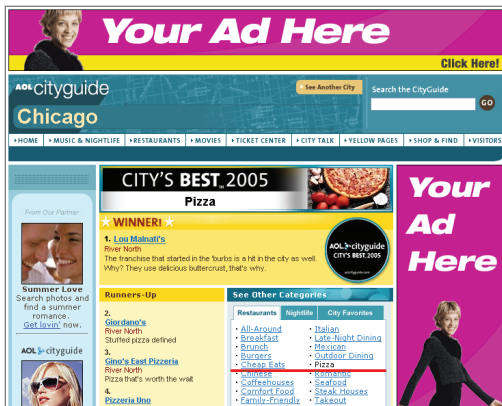 Your Ad Here
Click Here!
AOL cityguide
See Another City
Search the CityGuide
GO
Chicago
HOME MUSIC & NIGHTLIFE RESTAURANTS MOVIES TICKET CENTER CITY TALK YELLOW PAGES SHOP & FIND VISITORS
CITY'S BEST 2005
Pizza
From Our Partner
Summer Love
Search photos and
find a summer
romance.
Get lovin' now.
AOL cityguide
WINNER!
1. Lou Malnati's
River North
The franchise that started in the 'burbs is a hit in the city as well.
Why? They use delicious buttercrust, that's why.
AOL cityguide
CITY'S BEST, 2005
Runners-Up
2.
Giordano's
River North
Stuffed pizza defined
3.
Gino's East Pizzeria
River North
Pizza that's worth the wait
4.
Pizzeria Uno
See Other Categories
Restaurants Nightlife City Favorites
All-Around
Breakfast
Brunch
Burgers
Cheap Eats
Chinese
Coffeehouses
Comfort Food
Family-Friendly
Italian
Late-Night Dining
Mexican
Outdoor Dining
Pizza
Romantic
Seafood
Steak Houses
Takeout
Your
Ad
Here